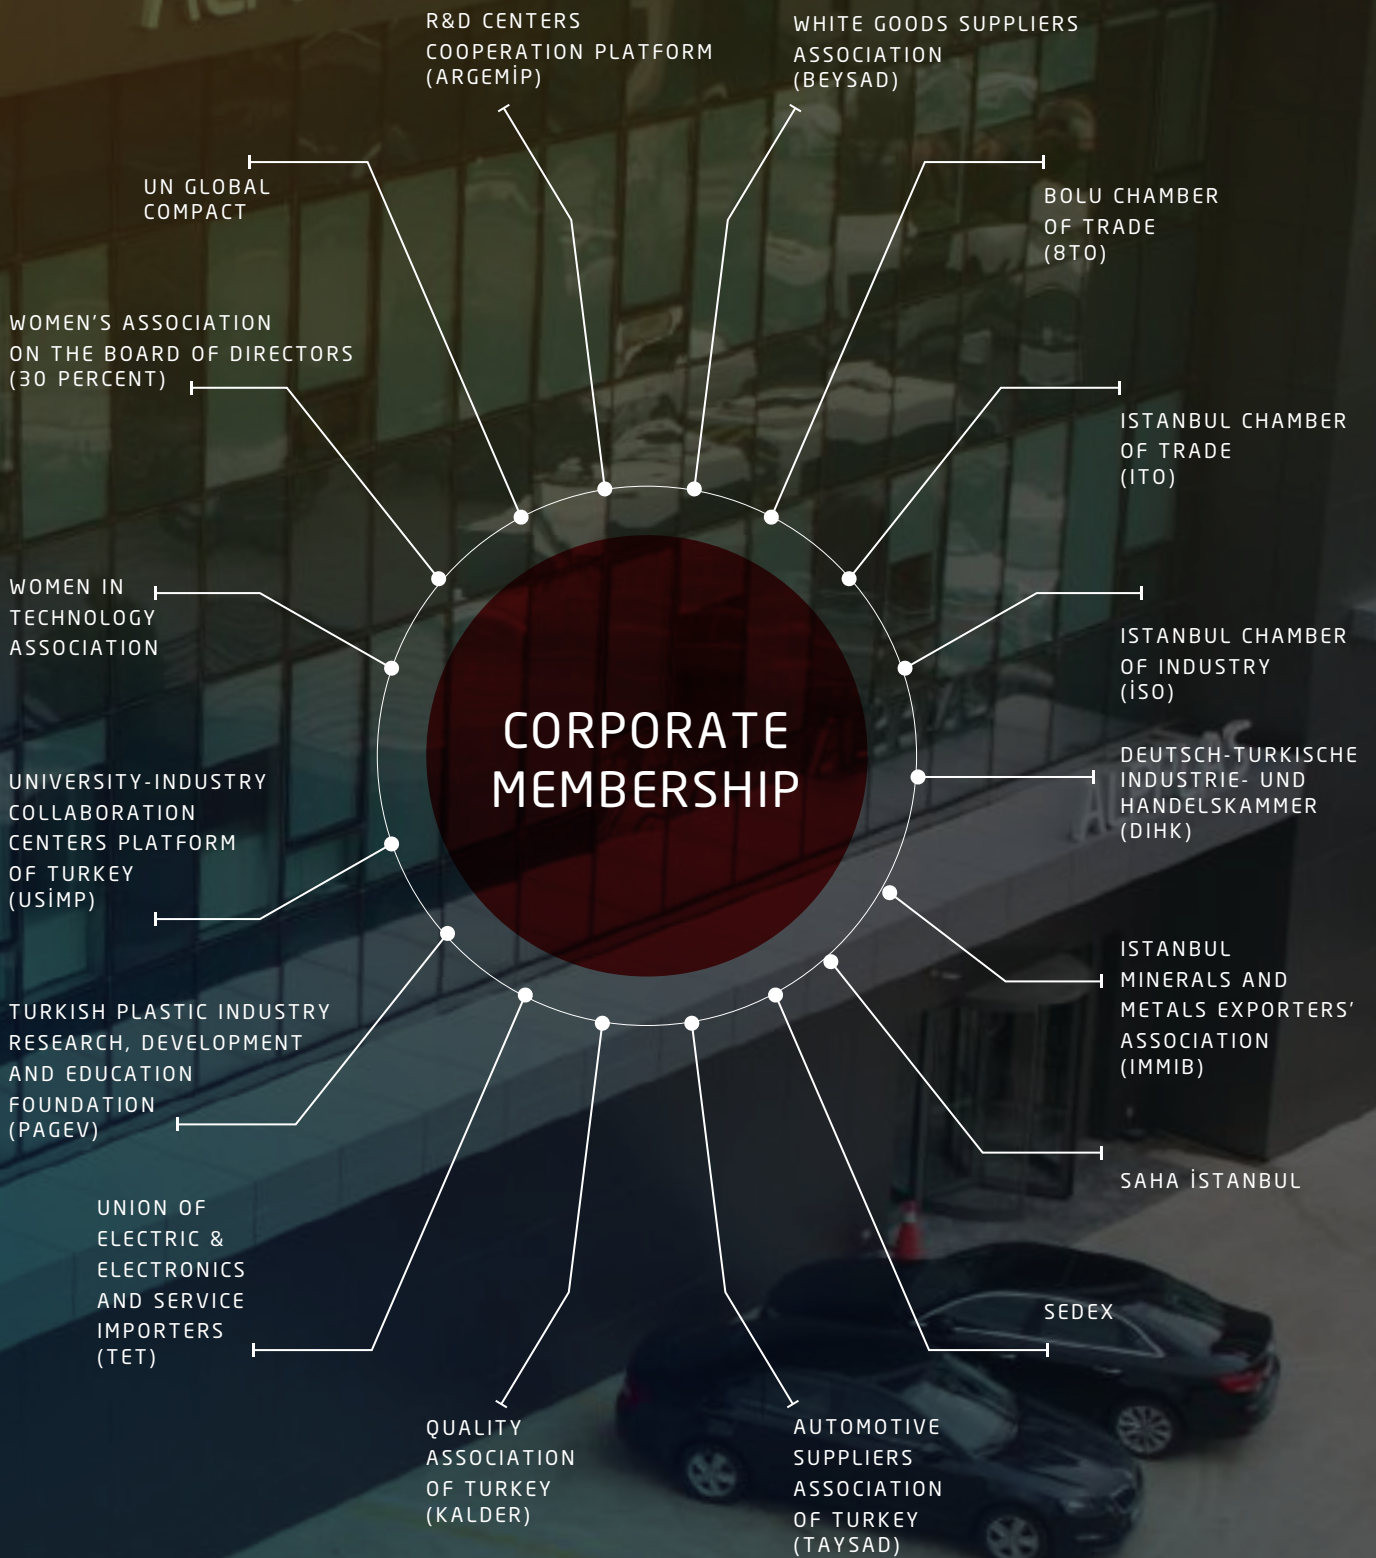 R&D CENTERS
COOPERATION PLATFORM
(ARGEMİP)
WHITE GOODS SUPPLIERS
ASSOCIATION
(BEYSAD)
UN GLOBAL
COMPACT
BOLU CHAMBER
OF TRADE
(8TO)
WOMEN'S ASSOCIATION
ON THE BOARD OF DIRECTORS
(30 PERCENT)
ISTANBUL CHAMBER
OF TRADE
(ITO)
WOMEN IN
TECHNOLOGY
ASSOCIATION
ISTANBUL CHAMBER
OF INDUSTRY
(İSO)
CORPORATE
MEMBERSHIP
DEUTSCH-TURKISCHE
INDUSTRIE- UND
HANDELSKAMMER
(DIHK)
UNIVERSITY-INDUSTRY
COLLABORATION
CENTERS PLATFORM
OF TURKEY
(USİMP)
ISTANBUL
MINERALS AND
METALS EXPORTERS'
ASSOCIATION
(IMMIB)
TURKISH PLASTIC INDUSTRY
RESEARCH, DEVELOPMENT
AND EDUCATION
FOUNDATION
(PAGEV)
SAHA İSTANBUL
UNION OF
ELECTRIC &
ELECTRONICS
AND SERVICE
IMPORTERS
(TET)
SEDEX
QUALITY
ASSOCIATION
OF TURKEY
(KALDER)
AUTOMOTIVE
SUPPLIERS
ASSOCIATION
OF TURKEY
(TAYSAD)